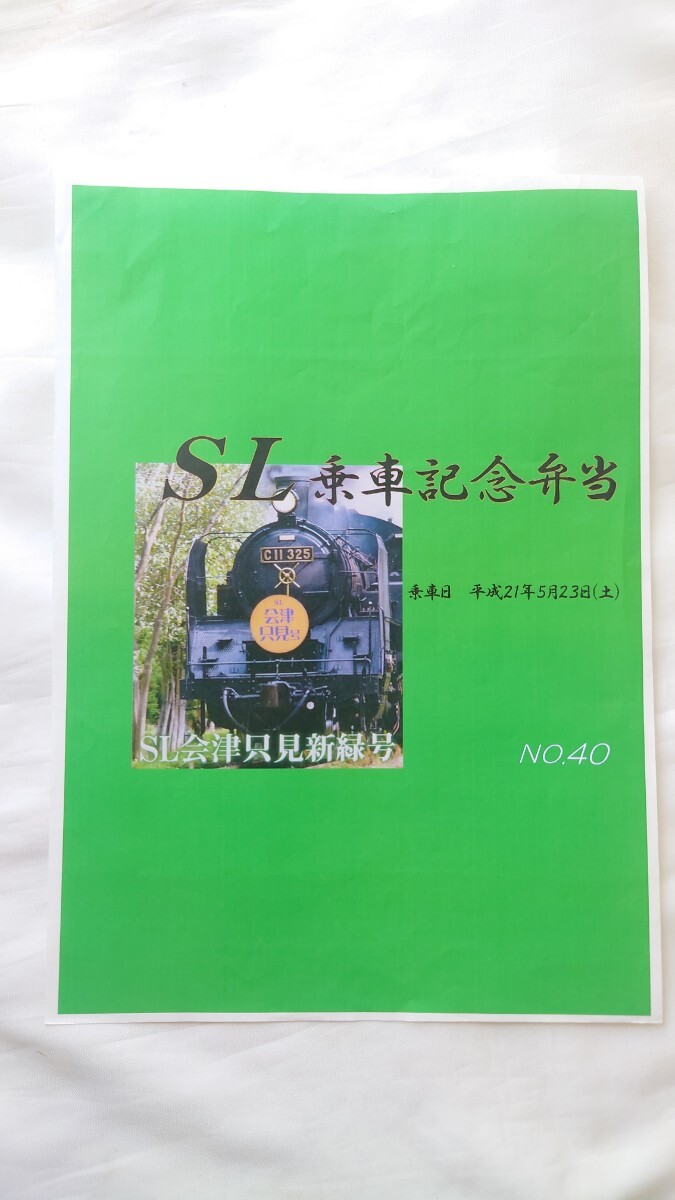 SL 乗車記念弁当
C11 325
SL
会津
只見号
乗車日 平成21年5月23日(土)
SL会津只見新緑号
NO.40